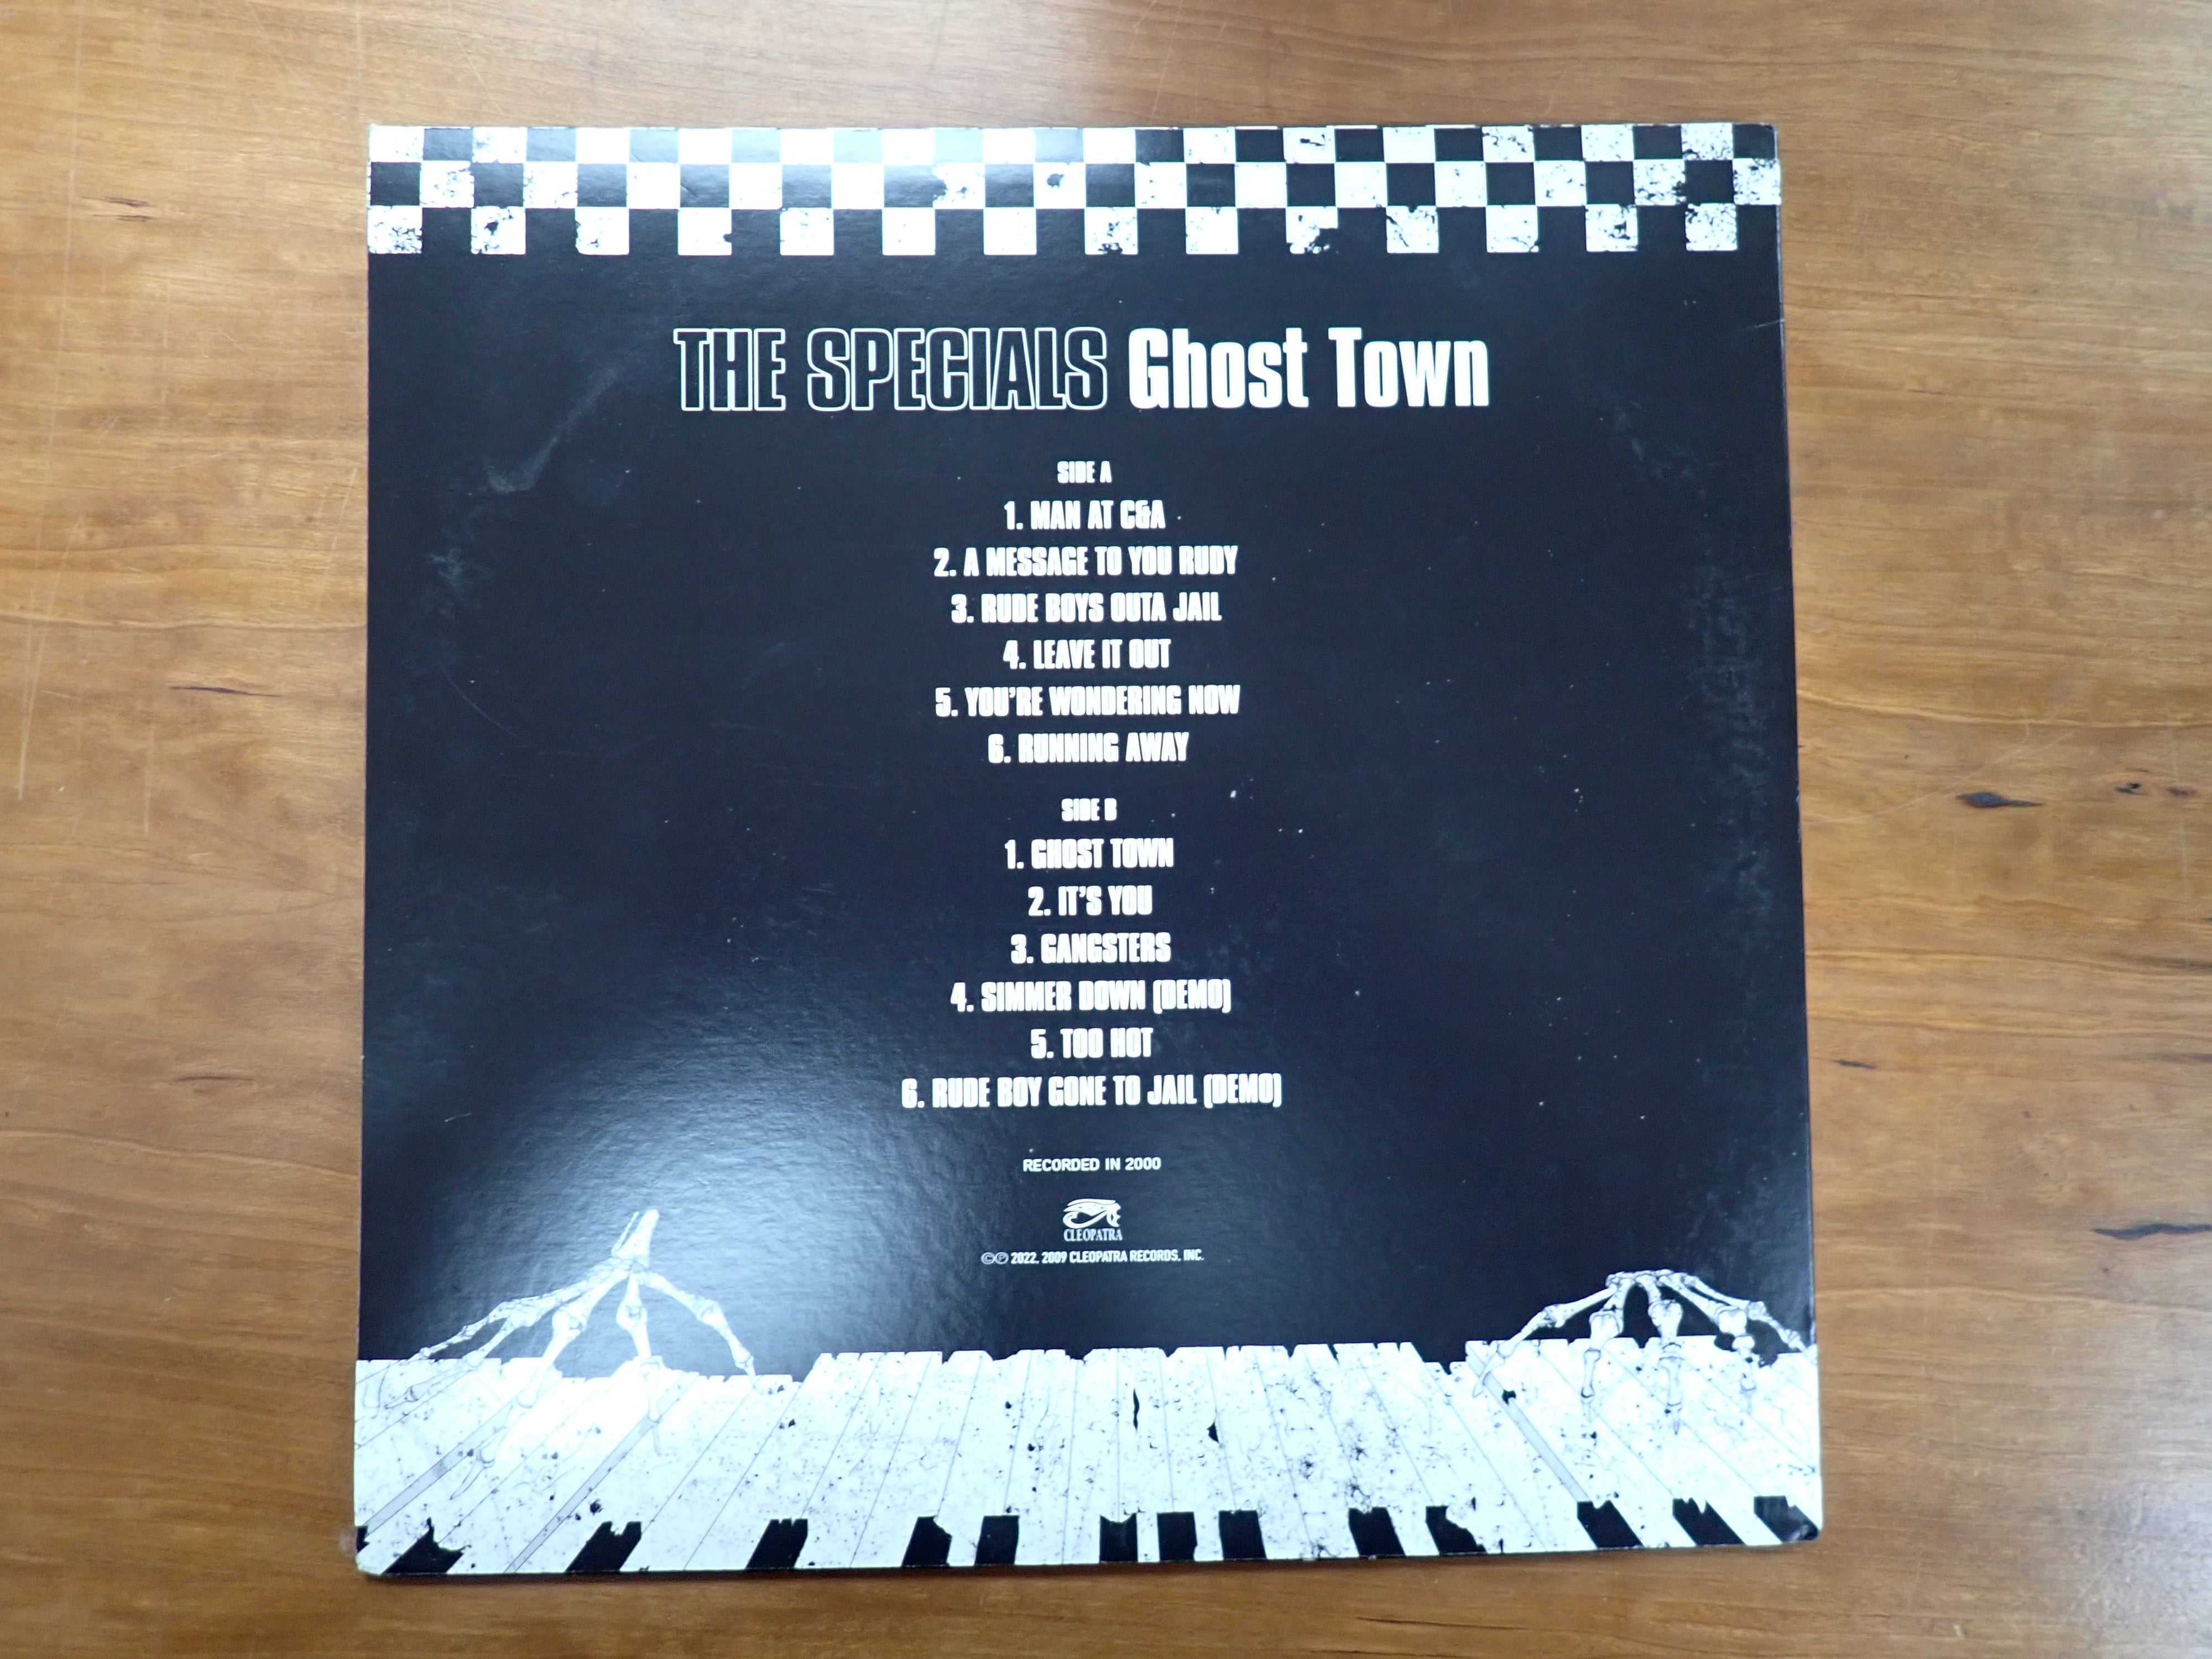 THE SPECIALS Ghost Town
SIDE A
1. MAN AT C&A
2. A MESSAGE TO YOU RUDY
3. RUDE BOYS OUTA JAIL
4. LEAVE IT OUT
5. YOU'RE WONDERING NOW
6. RUNNING AWAY
SIDE B
1. GHOST TOWN
2. IT'S YOU
3. GANGSTERS
4. SIMMER DOWN (DEMO)
5. TOO HOT
6. RUDE BOY GONE TO JAIL (DEMO)
RECORDED IN 2000
CLEOPATRA
©℗ 2022, 2009 CLEOPATRA RECORDS, INC.